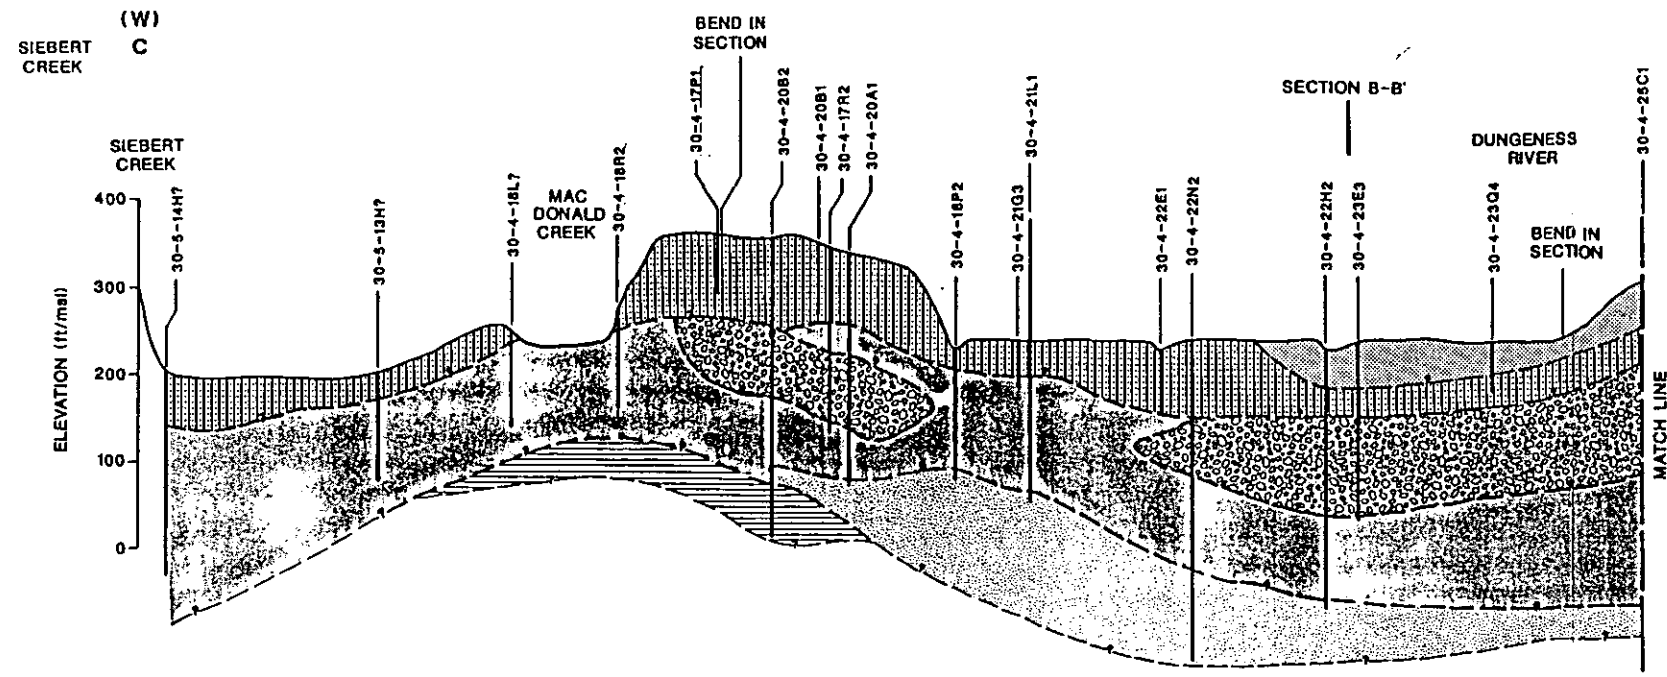 (W)
C
SIEBERT
CREEK
BEND IN
SECTION
SIEBERT
CREEK
30-5-14H?
30-5-13H?
30-4-18L?
MAC
DONALD
CREEK
30-4-18R2
30-4-17P1
30-4-20B2
30-4-20B1
30-4-17R2
30-4-20A1
30-4-16P2
30-4-21G3
30-4-21L1
30-4-22E1
30-4-22N2
SECTION B-B'
30-4-22H2
30-4-23E3
DUNGENESS
RIVER
30-4-23Q4
BEND IN
SECTION
30-4-25C1
MATCH LINE
ELEVATION (ft/msl)
400
300
200
100
0